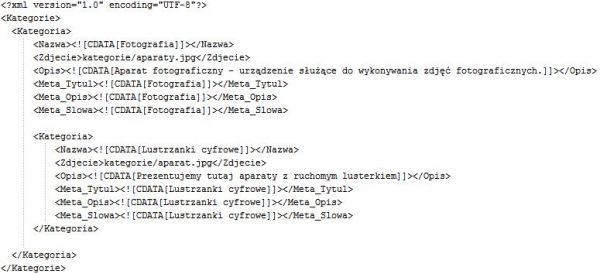 <?xml version="1.0" encoding="UTF-8"?>
<Kategorie>
<Kategoria>
<Nazwa><![CDATA[Fotografia]]></Nazwa>
<Zdjecie>kategorie/aparaty.jpg</Zdjecie>
<Opis><![CDATA[Aparat fotograficzny - urządzenie służące do wykonywania zdjęć fotograficznych.]]></Opis>
<Meta_Tytul><![CDATA[Fotografia]]></Meta_Tytul>
<Meta_Opis><![CDATA[Fotografia]]></Meta_Opis>
<Meta_Slowa><![CDATA[Fotografia]]></Meta_Slowa>
<Kategoria>
<Nazwa><![CDATA[Lustrzanki cyfrowe]]></Nazwa>
<Zdjecie>kategorie/aparat.jpg</Zdjecie>
<Opis><![CDATA[Prezentujemy tutaj aparaty z ruchomym lusterkiem]]></Opis>
<Meta_Tytul><![CDATA[Lustrzanki cyfrowe]]></Meta_Tytul>
<Meta_Opis><![CDATA[Lustrzanki cyfrowe]]></Meta_Opis>
<Meta_Slowa><![CDATA[Lustrzanki cyfrowe]]></Meta_Slowa>
</Kategoria>
</Kategoria>
</Kategorie>